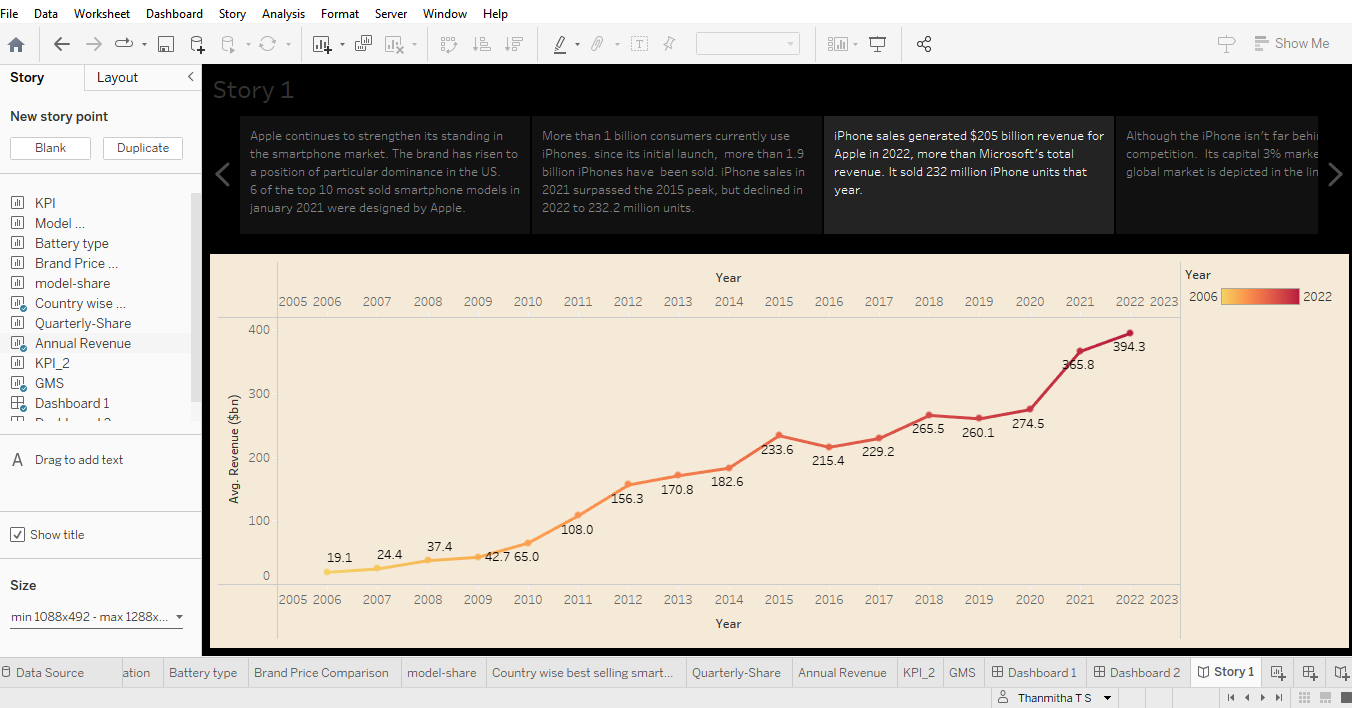 File Data Worksheet Dashboard Story Analysis Format Server Window Help
Show Me
Story Layout
New story point
Blank Duplicate
KPI
Model ...
Battery type
Brand Price ...
model-share
Country wise ...
Quarterly-Share
Annual Revenue
KPI_2
GMS
Dashboard 1
A Drag to add text
Show title
Size
min 1088x492 - max 1288x...
Story 1
Apple continues to strengthen its standing in
the smartphone market. The brand has risen to
a position of particular dominance in the US.
6 of the top 10 most sold smartphone models in
january 2021 were designed by Apple.
More than 1 billion consumers currently use
iPhones. since its initial launch, more than 1.9
billion iPhones have been sold. iPhone sales in
2021 surpassed the 2015 peak, but declined in
2022 to 232.2 million units.
iPhone sales generated $205 billion revenue for
Apple in 2022, more than Microsoft's total
revenue. It sold 232 million iPhone units that
year.
Although the iPhone isn't far behin
competition. Its capital 3% marke
global market is depicted in the lin
Year
2005 2006 2007 2008 2009 2010 2011 2012 2013 2014 2015 2016 2017 2018 2019 2020 2021 2022 2023
Avg. Revenue ($bn)
400
300
200
100
0
19.1 24.4 37.4 42.7 65.0 108.0 156.3 170.8 182.6 233.6 215.4 229.2 265.5 260.1 274.5 365.8 394.3
2005 2006 2007 2008 2009 2010 2011 2012 2013 2014 2015 2016 2017 2018 2019 2020 2021 2022 2023
Year
Year
2006 2022
Data Source ation Battery type Brand Price Comparison model-share Country wise best selling smart... Quarterly-Share Annual Revenue KPI_2 GMS Dashboard 1 Dashboard 2 Story 1
Thanmitha T S